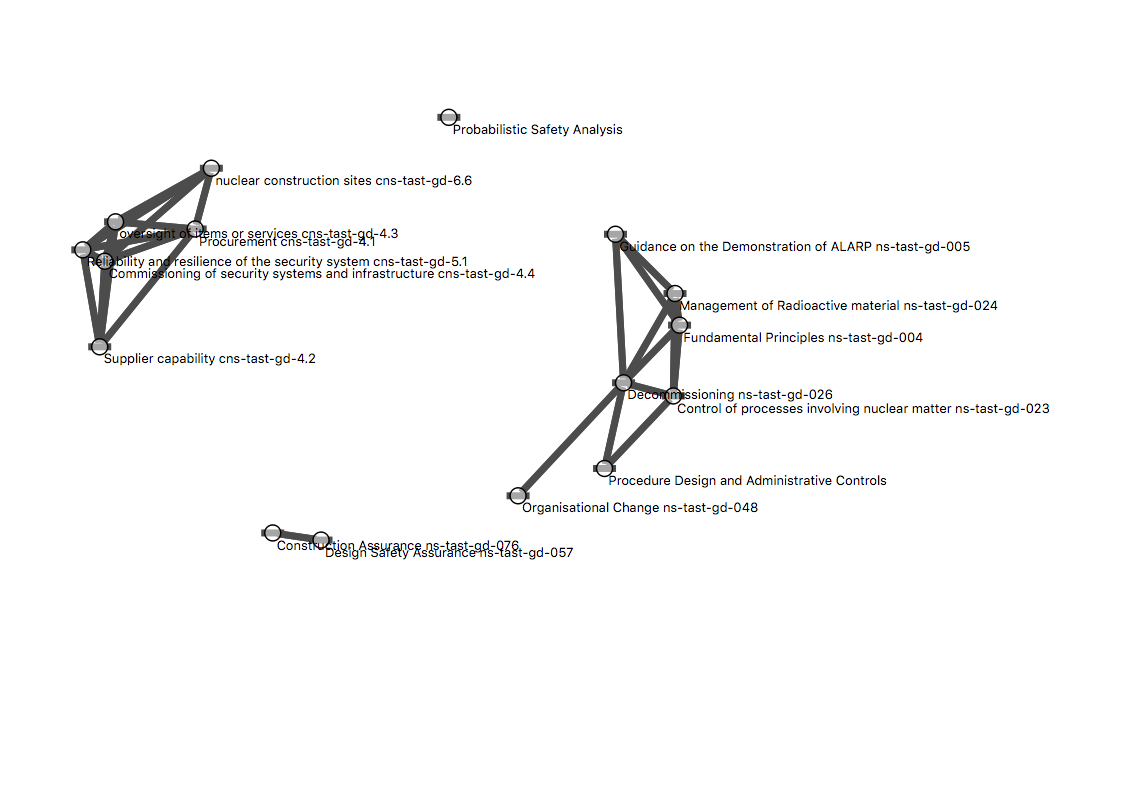 Probabilistic Safety Analysis
nuclear construction sites cns-tast-gd-6.6
oversight of items or services cns-tast-gd-4.3
Procurement cns-tast-gd-4.1
Reliability and resilience of the security system cns-tast-gd-5.1
Commissioning of security systems and infrastructure cns-tast-gd-4.4
Supplier capability cns-tast-gd-4.2
Guidance on the Demonstration of ALARP ns-tast-gd-005
Management of Radioactive material ns-tast-gd-024
Fundamental Principles ns-tast-gd-004
Decommissioning ns-tast-gd-026
Control of processes involving nuclear matter ns-tast-gd-023
Procedure Design and Administrative Controls
Organisational Change ns-tast-gd-048
Construction Assurance ns-tast-gd-076
Design Safety Assurance ns-tast-gd-057